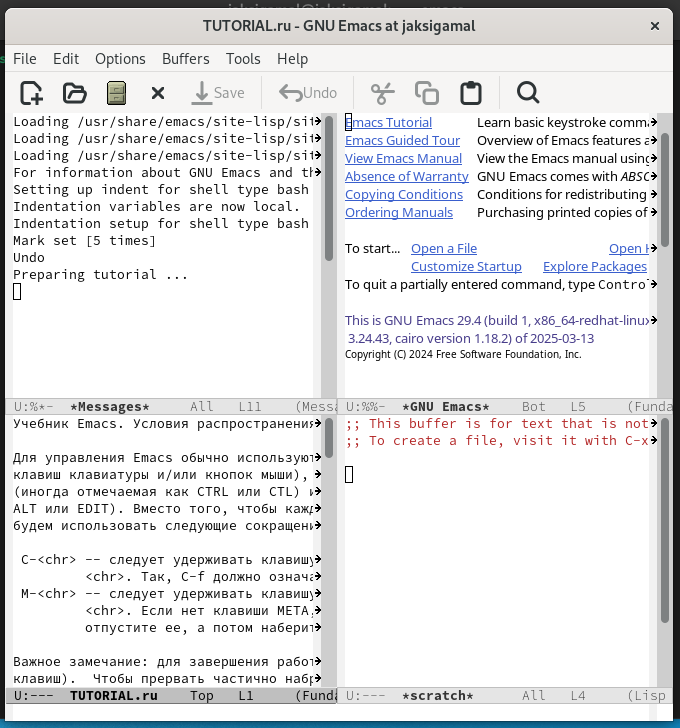 TUTORIAL.ru - GNU Emacs at jaksigamal
File Edit Options Buffers Tools Help
Save Undo
Loading /usr/share/emacs/site-lisp/sit
Loading /usr/share/emacs/site-lisp/sit
Loading /usr/share/emacs/site-lisp/sit
For information about GNU Emacs and th
Setting up indent for shell type bash
Indentation variables are now local.
Indentation setup for shell type bash
Mark set [5 times]
Undo
Preparing tutorial ...
U:%*- *Messages* All L11 (Messa
Emacs Tutorial Learn basic keystroke comm
Emacs Guided Tour Overview of Emacs features a
View Emacs Manual View the Emacs manual using
Absence of Warranty GNU Emacs comes with ABSO
Copying Conditions Conditions for redistributing
Ordering Manuals Purchasing printed copies of
To start... Open a File Open H
Customize Startup Explore Packages
To quit a partially entered command, type Control
This is GNU Emacs 29.4 (build 1, x86_64-redhat-linux
3.24.43, cairo version 1.18.2) of 2025-03-13
Copyright (C) 2024 Free Software Foundation, Inc.
U:%%- *GNU Emacs* Bot L5 (Funda
Учебник Emacs. Условия распространения
Для управления Emacs обычно используют
клавиш клавиатуры и/или кнопок мыши),
(иногда отмечаемая как CTRL или CTL) и
ALT или EDIT). Вместо того, чтобы кажд
будем использовать следующие сокращени
C-<chr> -- следует удерживать клавишу
<chr>. Так, C-f должно означа
M-<chr> -- следует удерживать клавишу
<chr>. Если нет клавиши META,
отпустите ее, а потом наберит
Важное замечание: для завершения работ
клавиш). Чтобы прервать частично набр
U:--- TUTORIAL.ru Top L1 (Funda
;; This buffer is for text that is not
;; To create a file, visit it with C-x
U:--- *scratch* All L4 (Lisp